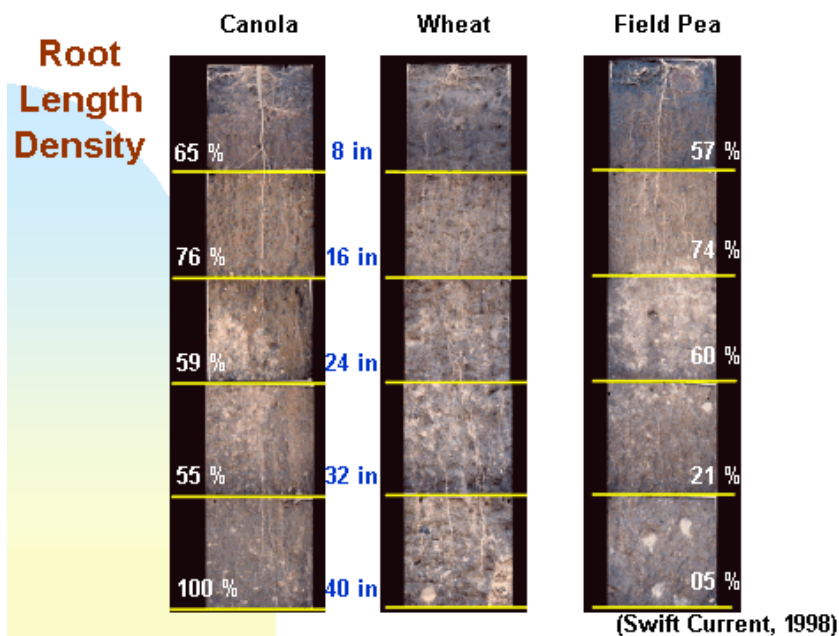 Canola Wheat Field Pea
Root
Length
Density
65 % 8 in 57 %
76 % 16 in 74 %
59 % 24 in 60 %
55 % 32 in 21 %
100 % 40 in 05 %
(Swift Current, 1998)